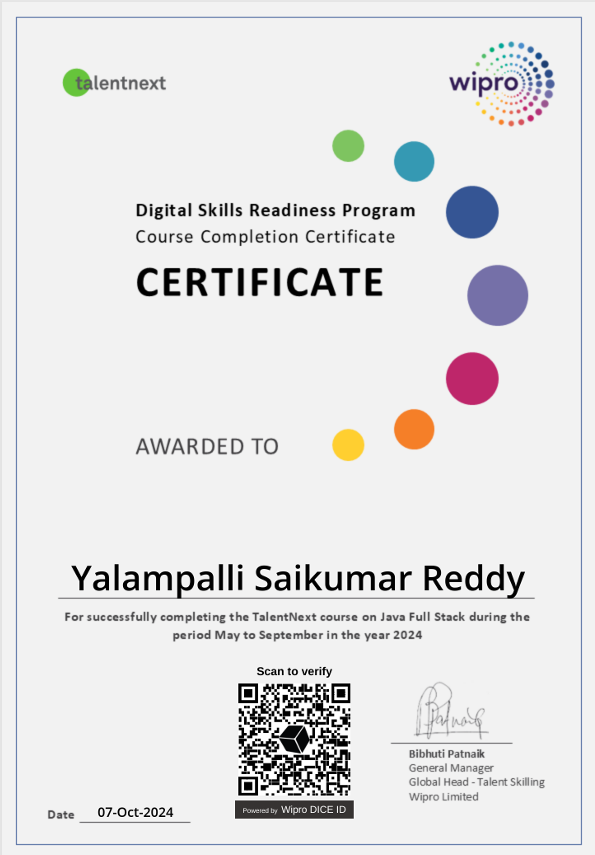 talentnext
wipro
Digital Skills Readiness Program
Course Completion Certificate
CERTIFICATE
AWARDED TO
Yalampalli Saikumar Reddy
For successfully completing the TalentNext course on Java Full Stack during the
period May to September in the year 2024
Scan to verify
Powered by Wipro DICE ID
Bibhuti Patnaik
General Manager
Global Head - Talent Skilling
Wipro Limited
Date 07-Oct-2024